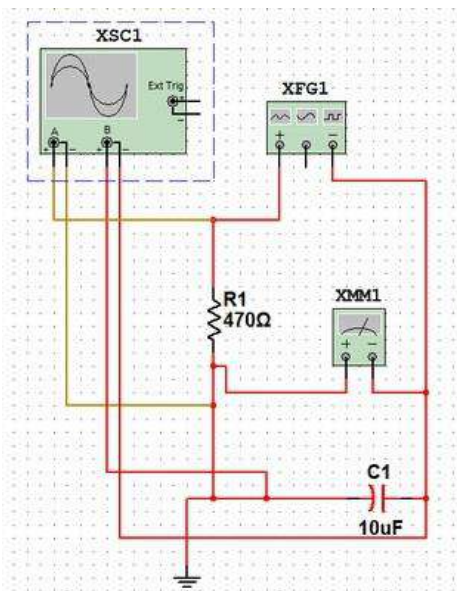 XSC1
Ext Trig
+
-
A
B
+ - + -
XFG1
+ -
R1
470Ω
XMM1
+ -
C1
10uF